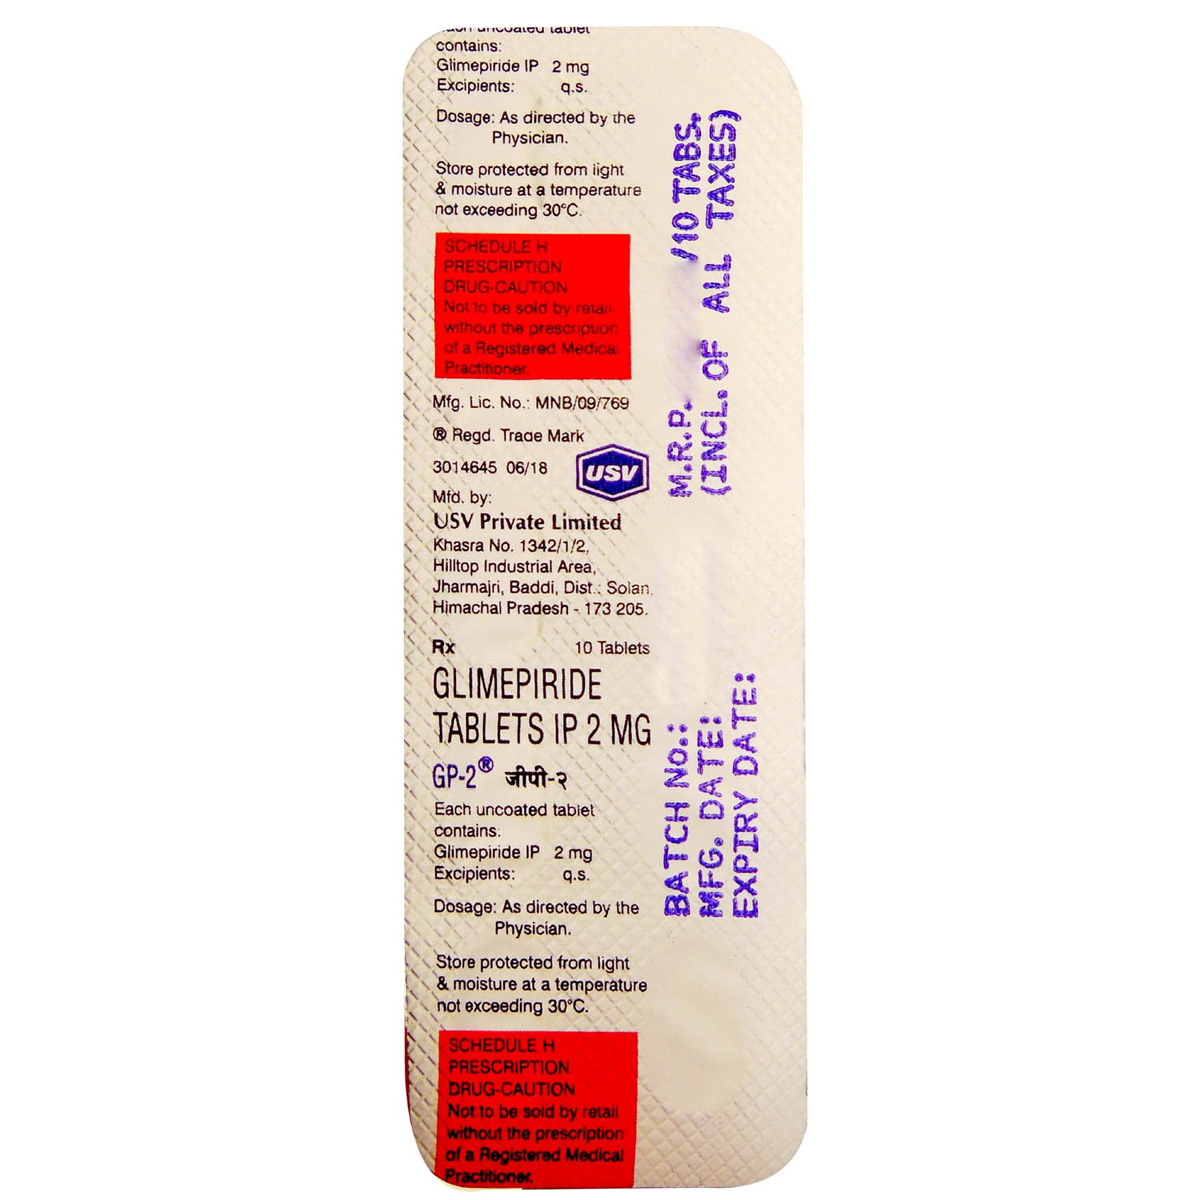 Each uncoated tablet
contains:
Glimepiride IP 2 mg
Excipients: q.s.
Dosage: As directed by the
Physician.
Store protected from light
& moisture at a temperature
not exceeding 30°C.
SCHEDULE H
PRESCRIPTION
DRUG-CAUTION
Not to be sold by retail
without the prescription
of a Registered Medical
Practitioner.
Mfg. Lic. No.: MNB/09/769
® Regd. Trade Mark
3014645 06/18
USV
Mfd. by:
USV Private Limited
Khasra No. 1342/1/2,
Hilltop Industrial Area,
Jharmajri, Baddi, Dist.: Solan,
Himachal Pradesh - 173 205.
Rx 10 Tablets
GLIMEPIRIDE
TABLETS IP 2 MG
GP-2® जीपी-२
Each uncoated tablet
contains:
Glimepiride IP 2 mg
Excipients: q.s.
Dosage: As directed by the
Physician.
Store protected from light
& moisture at a temperature
not exceeding 30°C.
SCHEDULE H
PRESCRIPTION
DRUG-CAUTION
Not to be sold by retail
without the prescription
of a Registered Medical
Practitioner.
M.R.P. /10 TABS.
(INCL. OF ALL TAXES)
BATCH No.:
MFG. DATE:
EXPIRY DATE: